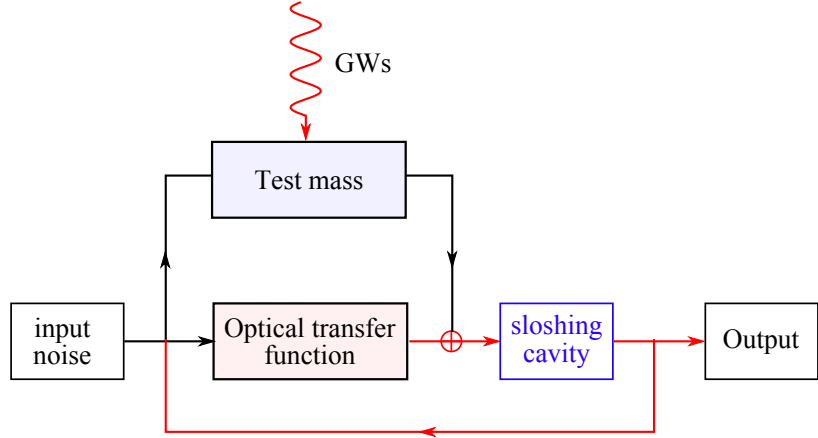 GWs
Test mass
input
noise
Optical transfer
function
sloshing
cavity
Output